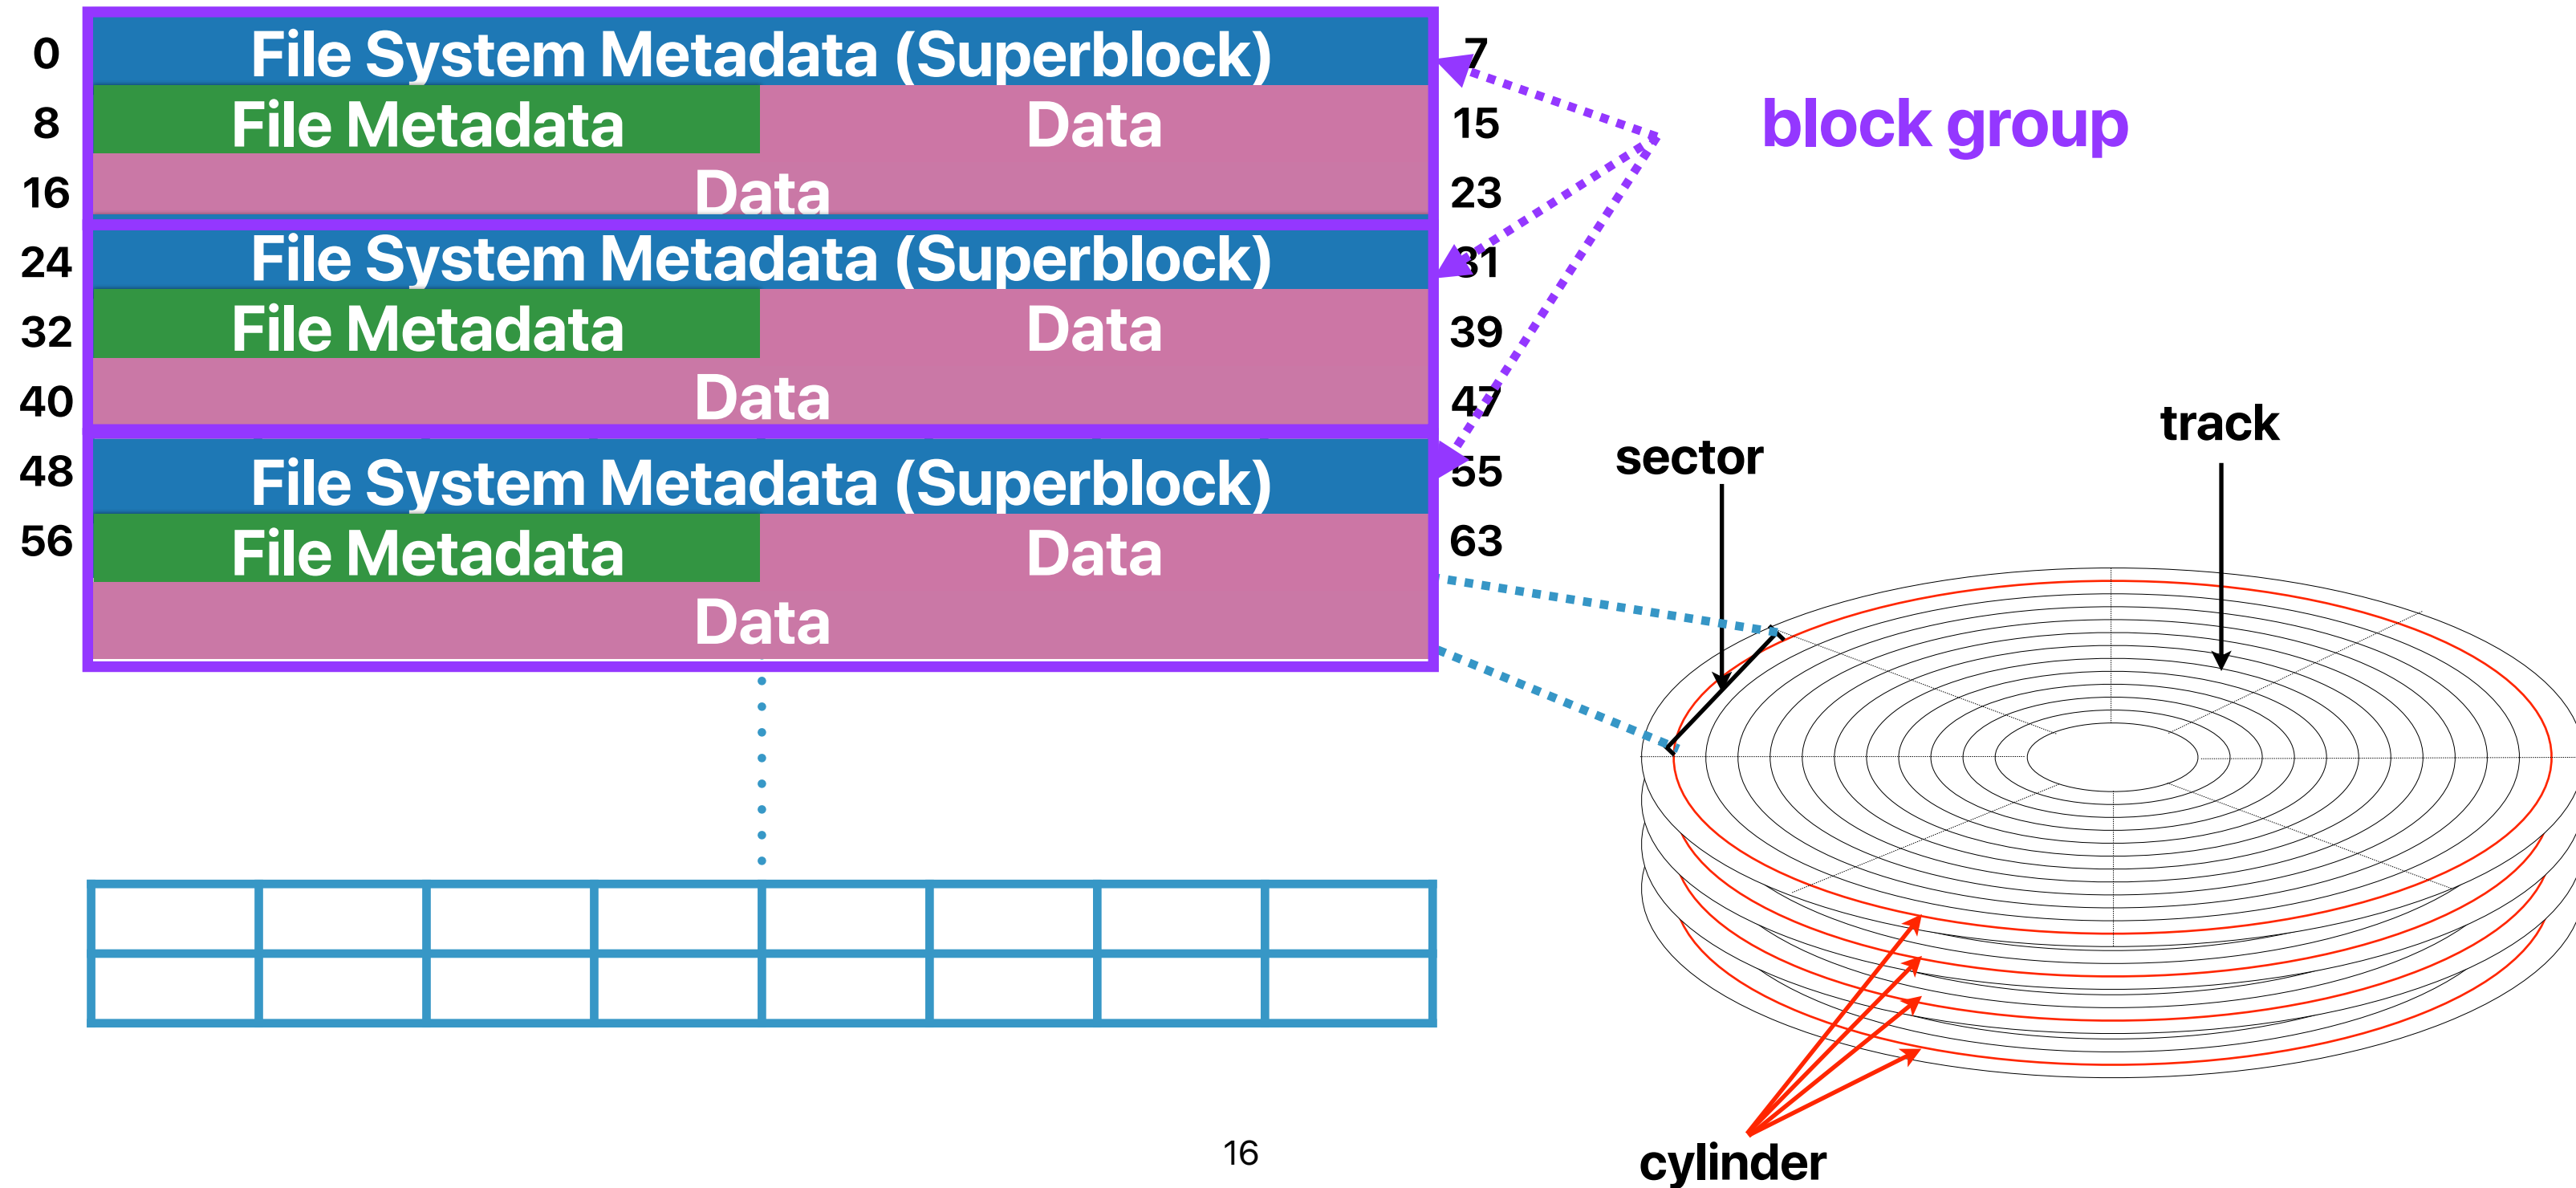 0 File System Metadata (Superblock) 7
8 File Metadata Data 15
16 Data 23
24 File System Metadata (Superblock) 31
32 File Metadata Data 39
40 Data 47
48 File System Metadata (Superblock) 55
56 File Metadata Data 63
Data
block group
sector
track
cylinder
16